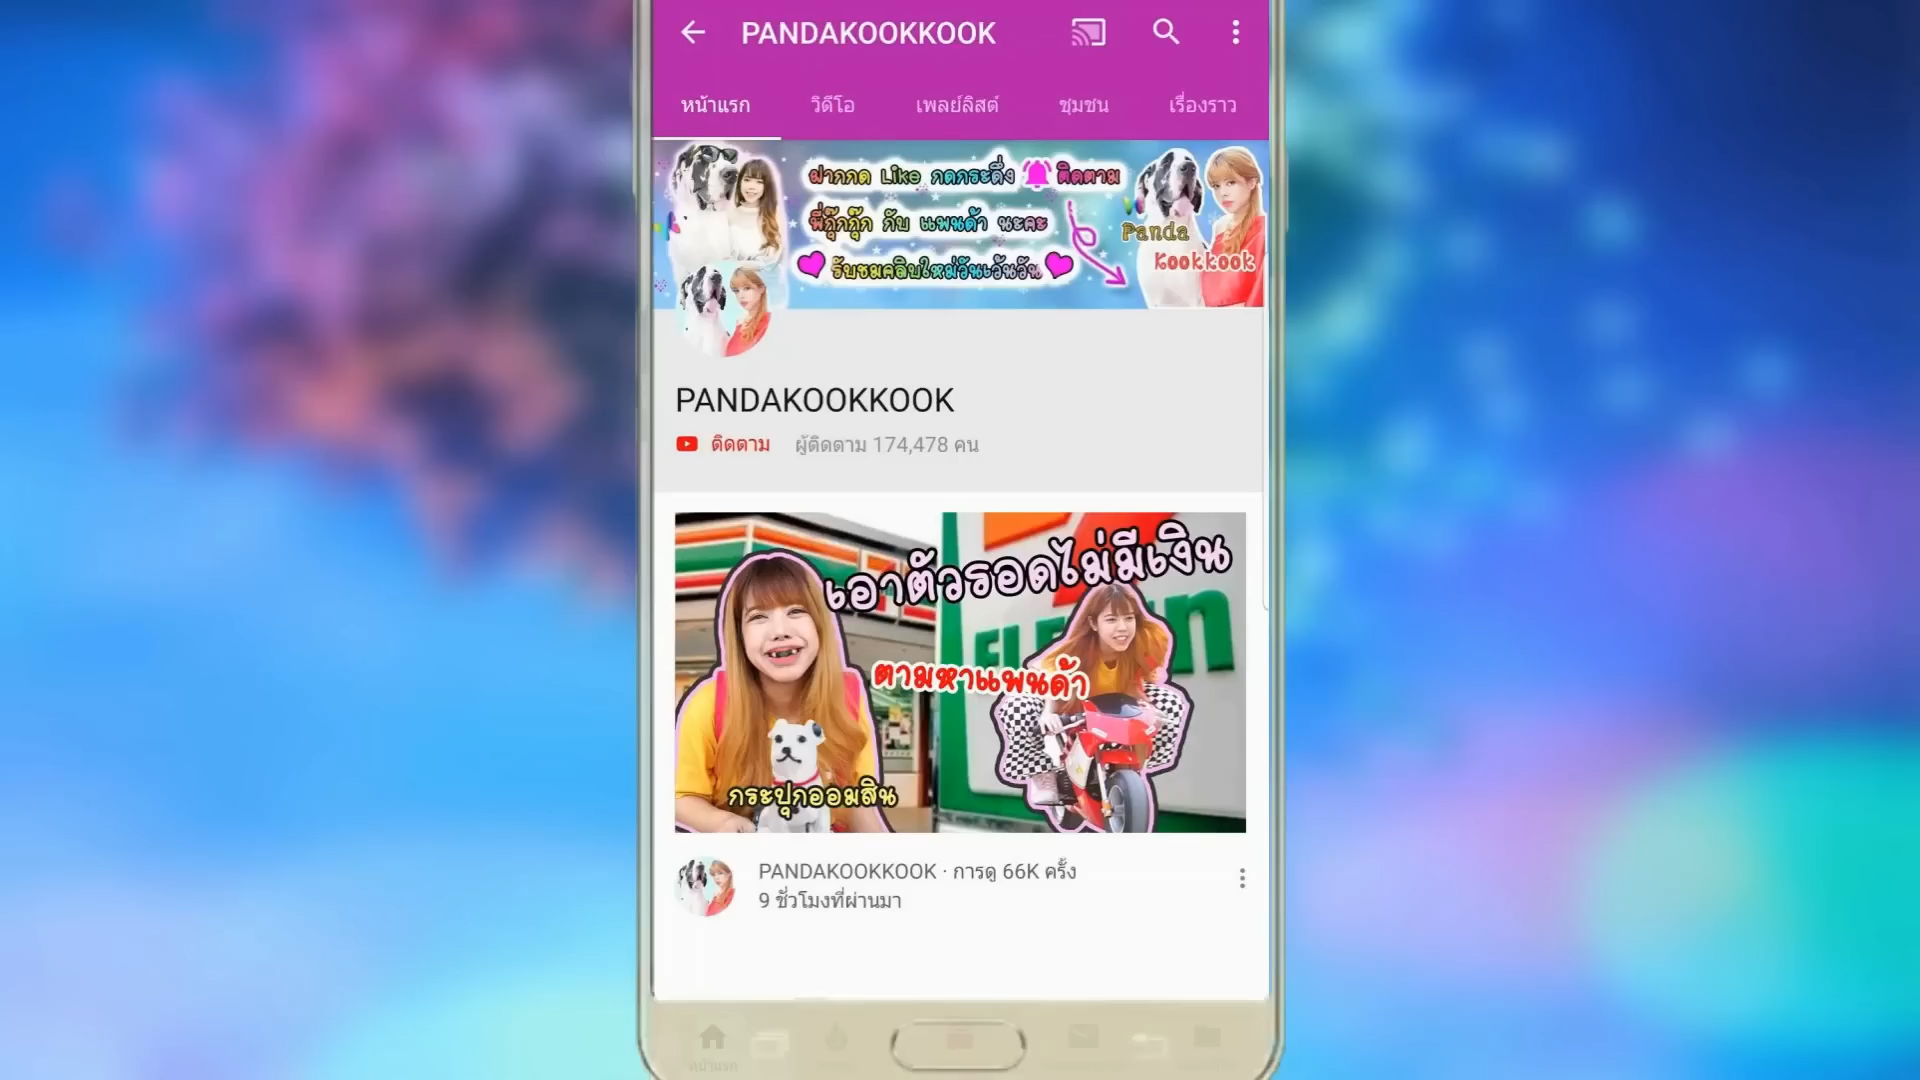 PANDAKOOKKOOK
หน้าแรก วิดีโอ เพลย์ลิสต์ ชุมชน เรื่องราว
ฝากกด Like กดกระดิ่ง ติดตาม
พี่กุ๊กกุ๊ก กับ แพนด้า นะคะ
รับชมคลิปใหม่วันเว้นวัน
Panda
Kookkook
PANDAKOOKKOOK
ติดตาม ผู้ติดตาม 174,478 คน
เอาตัวรอดไม่มีเงิน
ตามหาแพนด้า
กระปุกออมสิน
PANDAKOOKKOOK · การดู 66K ครั้ง
9 ชั่วโมงที่ผ่านมา
หน้าแรก